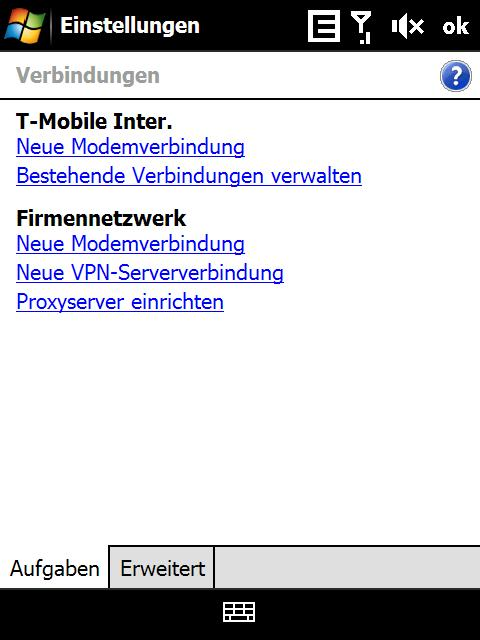 Einstellungen
E
ok
Verbindungen
?
T-Mobile Inter.
Neue Modemverbindung
Bestehende Verbindungen verwalten
Firmennetzwerk
Neue Modemverbindung
Neue VPN-Serververbindung
Proxyserver einrichten
Aufgaben
Erweitert